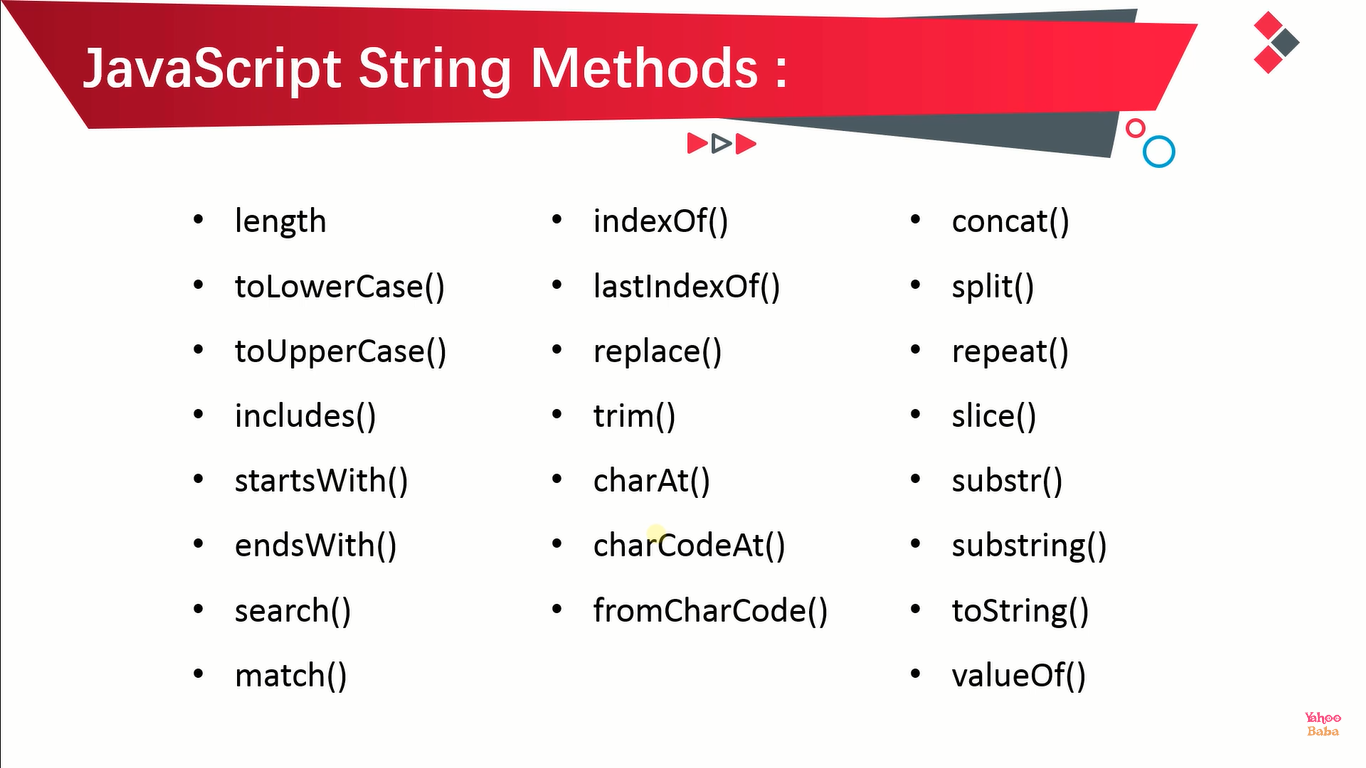 JavaScript String Methods :
• length
• toLowerCase()
• toUpperCase()
• includes()
• startsWith()
• endsWith()
• search()
• match()
• indexOf()
• lastIndexOf()
• replace()
• trim()
• charAt()
• charCodeAt()
• fromCharCode()
• concat()
• split()
• repeat()
• slice()
• substr()
• substring()
• toString()
• valueOf()
Yahoo
Baba